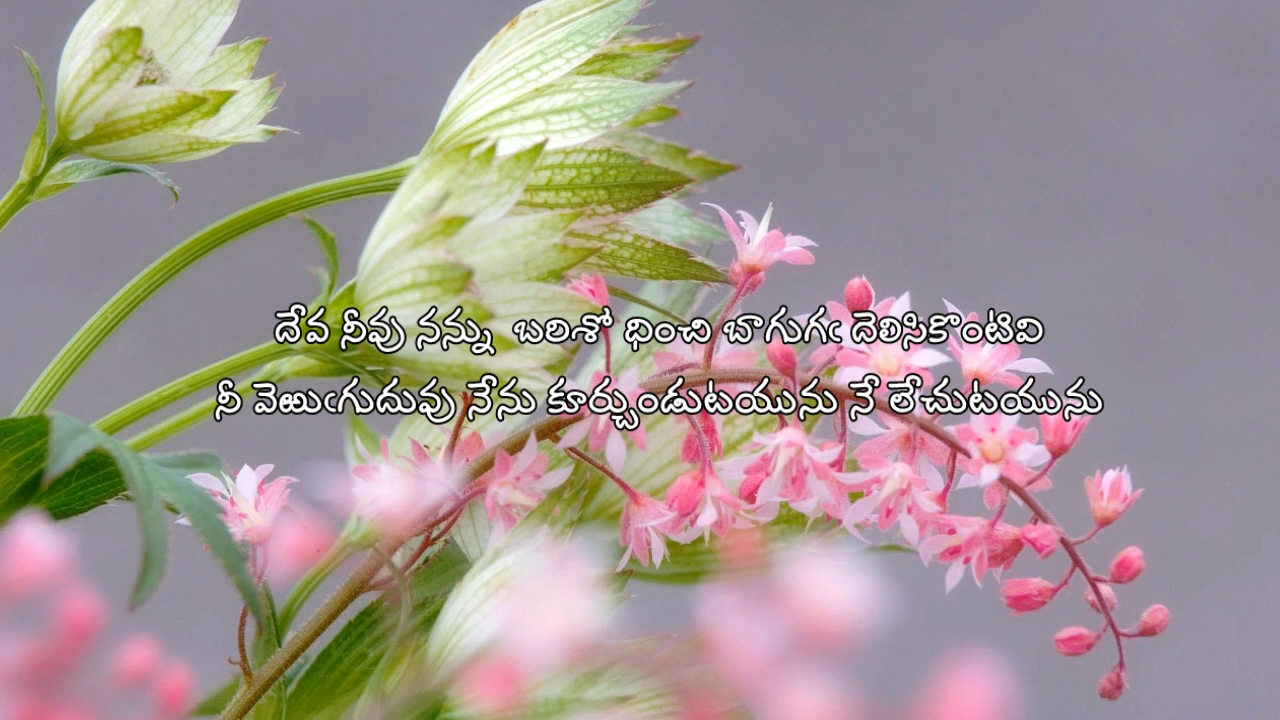 దేవ నీవు నన్ను బరిశో ధించి బాగుగఁ దెలిసికొంటివి
నీ వెఱుఁగుదువు నేను కూర్చుండుటయును నే లేచుటయును